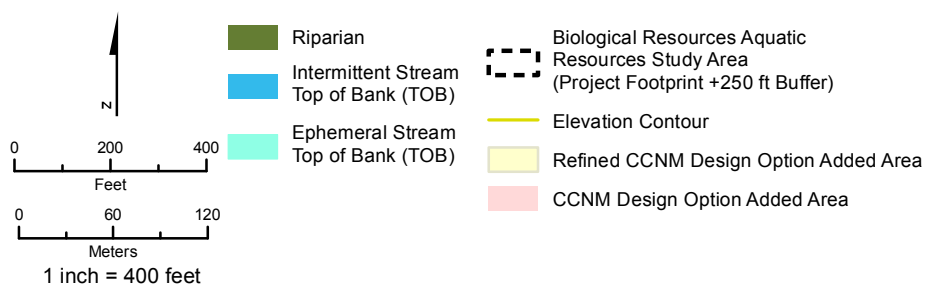 Z
0 200 400
Feet
0 60 120
Meters
1 inch = 400 feet
Riparian
Intermittent Stream
Top of Bank (TOB)
Ephemeral Stream
Top of Bank (TOB)
Biological Resources Aquatic
Resources Study Area
(Project Footprint +250 ft Buffer)
Elevation Contour
Refined CCNM Design Option Added Area
CCNM Design Option Added Area